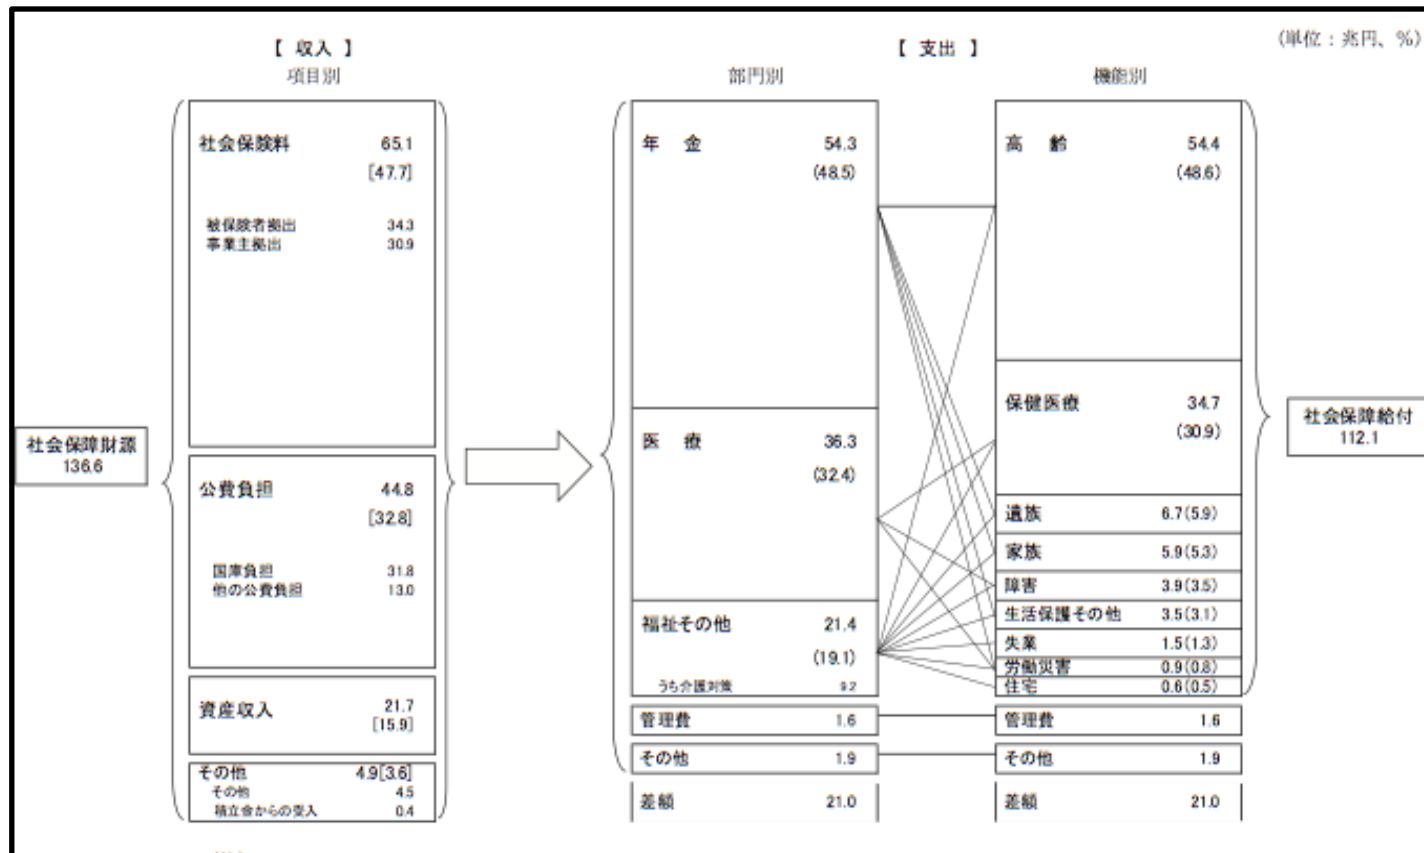 【 収入 】
項目別
【 支出 】
(単位：兆円、％)
部門別
機能別
社会保障財源
136.6
社会保険料 65.1
[47.7]
被保険者拠出 34.3
事業主拠出 30.9
公費負担 44.8
[32.8]
国庫負担 31.8
他の公費負担 13.0
資産収入 21.7
[15.9]
その他 4.9[3.6]
その他 4.5
積立金からの受入 0.4
年 金 54.3
(48.5)
医 療 36.3
(32.4)
福祉その他 21.4
(19.1)
うち介護対策 9.2
管理費 1.6
その他 1.9
差額 21.0
高 齢 54.4
(48.6)
保健医療 34.7
(30.9)
遺族 6.7(5.9)
家族 5.9(5.3)
障害 3.9(3.5)
生活保護その他 3.5(3.1)
失業 1.5(1.3)
労働災害 0.9(0.8)
住宅 0.6(0.5)
管理費 1.6
その他 1.9
差額 21.0
社会保障給付
112.1